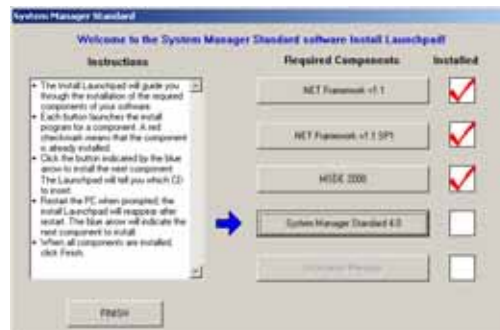 System Manager Standard
Welcome to the System Manager Standard software Install Launchpad!
Instructions
Required Components
Installed
• The Install Launchpad will guide you
through the installation of the required
components of your software.
• Each button launches the install
program for a component. A red
checkmark means that the component
is already installed.
• Click the button indicated by the blue
arrow to install the next component.
The Launchpad will tell you which CD
to insert.
• Restart the PC when prompted, the
Install Launchpad will reappear after
restart. The blue arrow will indicate the
next component to install.
• When all components are installed,
click Finish.
.NET Framework v1.1
.NET Framework v1.1 SP1
MSDE 2000
System Manager Standard 4.0
FINISH